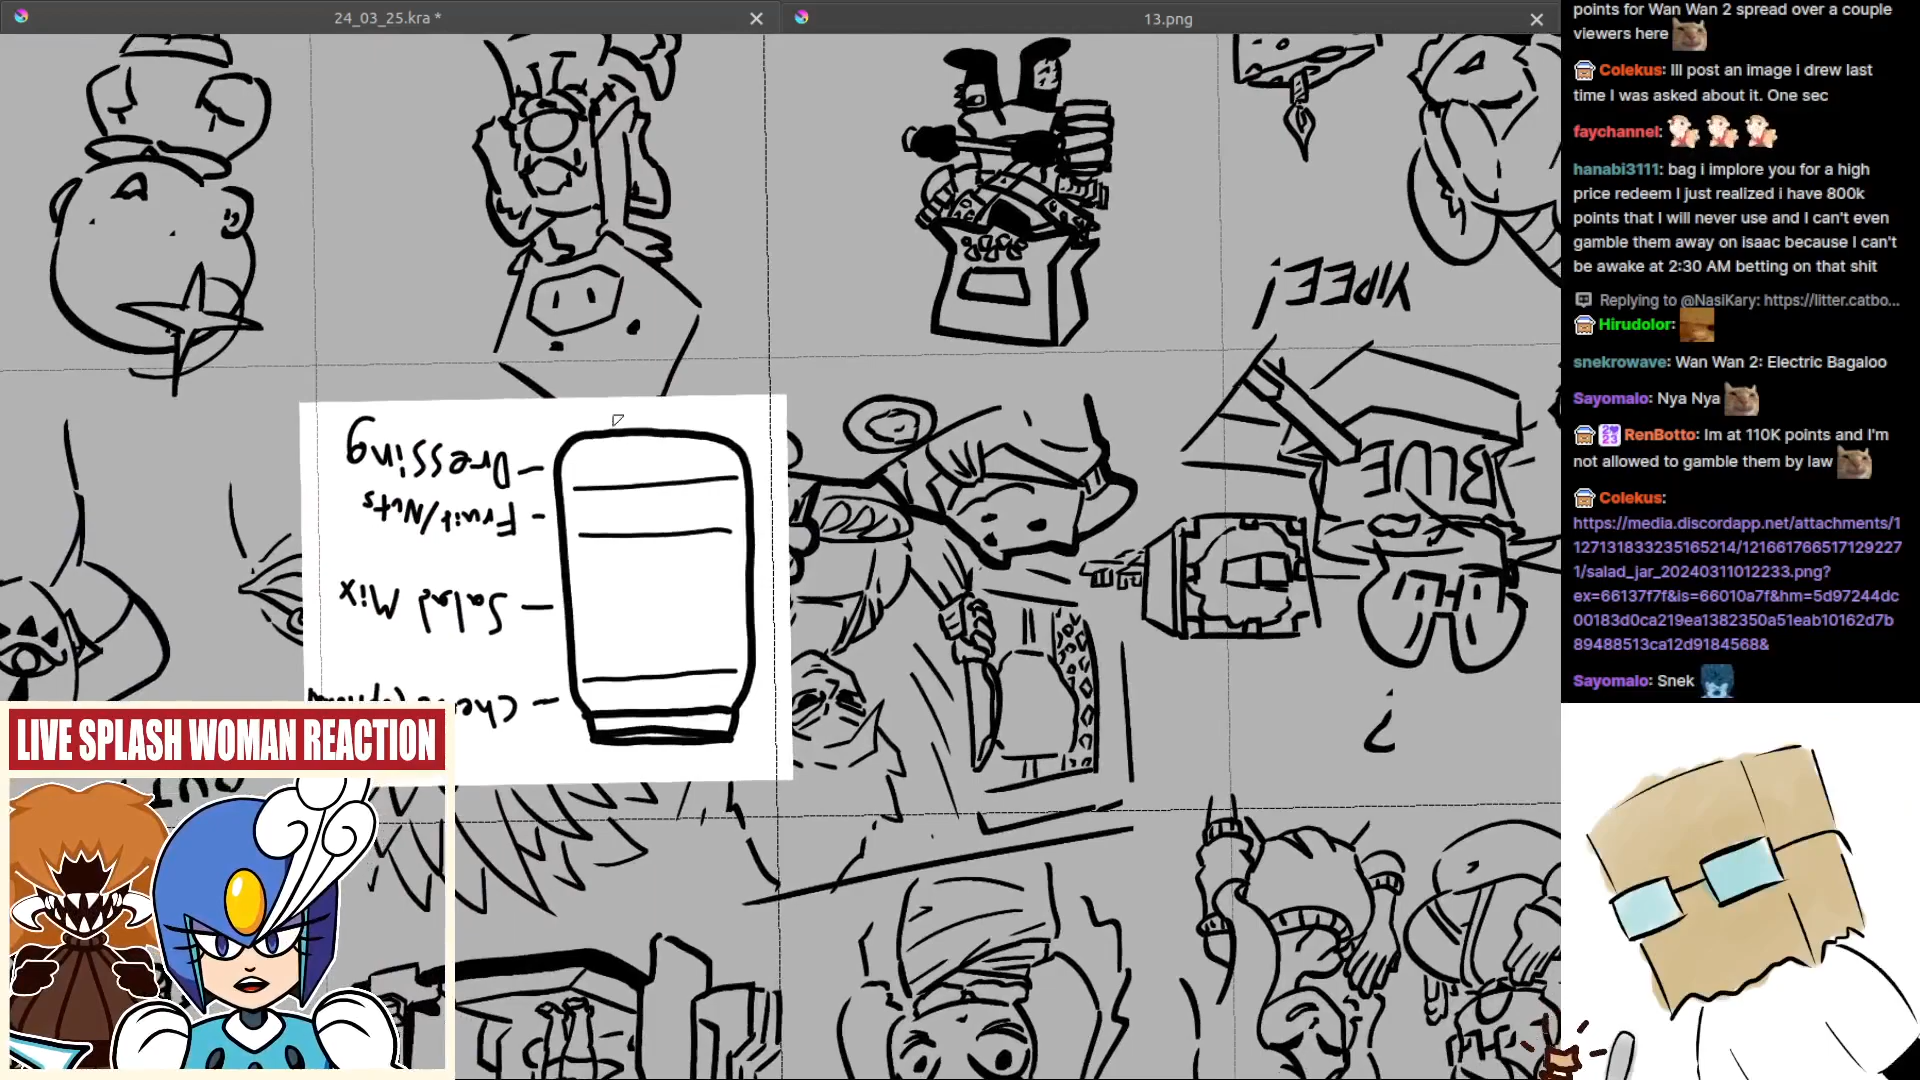 24_03_25.kra *
13.png
YIPEE!
Dressing
Fruit/Nuts
Salad Mix
BLUE
?
LIVE SPLASH WOMAN REACTION
points for Wan Wan 2 spread over a couple
viewers here
Colekus: Ill post an image i drew last
time I was asked about it. One sec
faychannel:
hanabi3111: bag i implore you for a high
price redeem I just realized i have 800k
points that I will never use and I can't even
gamble them away on isaac because I can't
be awake at 2:30 AM betting on that shit
Replying to @NasiKary: https://litter.catbo...
Hirudolor:
snekrowave: Wan Wan 2: Electric Bagaloo
Sayomalo: Nya Nya
RenBotto: Im at 110K points and I'm
not allowed to gamble them by law
Colekus:
https://media.discordapp.net/attachments/1
127131833235165214/121661766517129227
1/salad_jar_20240311012233.png?
ex=66137f7f&is=66010a7f&hm=5d97244dc
00183d0ca219ea1382350a51eab10162d7b
89488513ca12d9184568&
Sayomalo: Snek